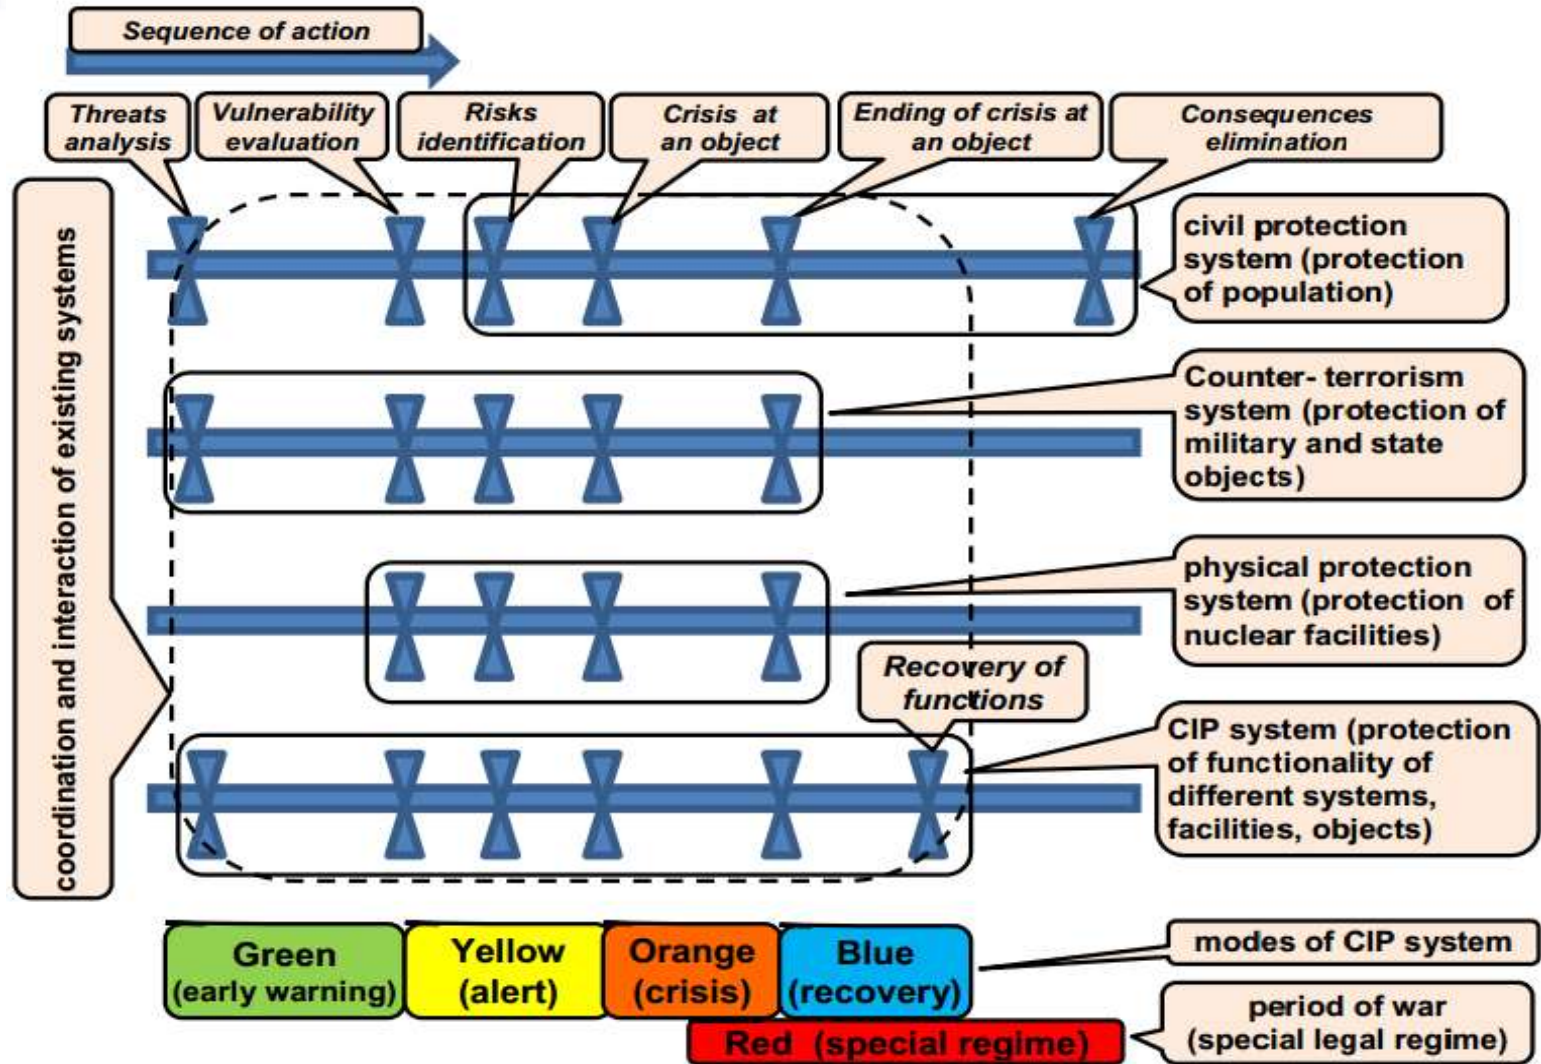 Sequence of action
Threats
analysis
Vulnerability
evaluation
Risks
identification
Crisis at
an object
Ending of crisis at
an object
Consequences
elimination
coordination and interaction of existing systems
civil protection
system (protection
of population)
Counter- terrorism
system (protection of
military and state
objects)
physical protection
system (protection of
nuclear facilities)
Recovery of
functions
CIP system (protection
of functionality of
different systems,
facilities, objects)
Green
(early warning)
Yellow
(alert)
Orange
(crisis)
Blue
(recovery)
modes of CIP system
Red (special regime)
period of war
(special legal regime)